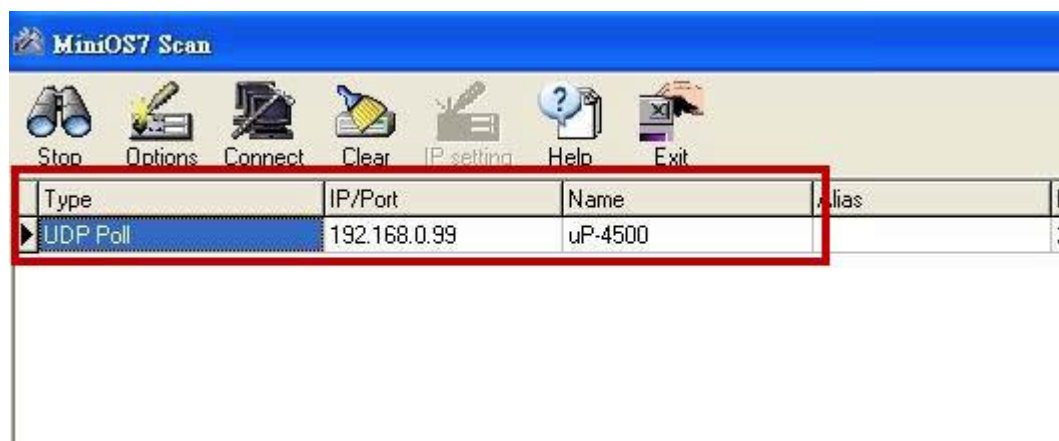 MiniOS7 Scan
Stop Options Connect Clear IP setting Help Exit
Type IP/Port Name Alias
UDP Poll 192.168.0.99 uP-4500